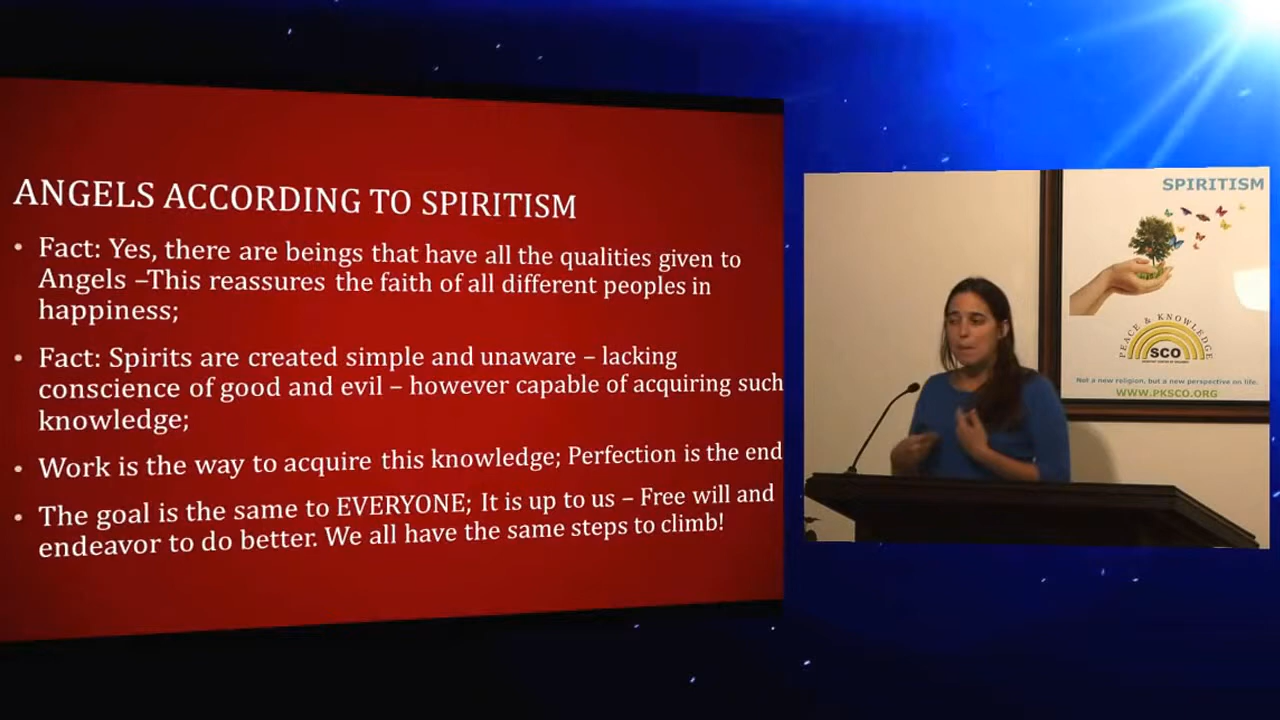 ANGELS ACCORDING TO SPIRITISM
• Fact: Yes, there are beings that have all the qualities given to
Angels –This reassures the faith of all different peoples in
happiness;
• Fact: Spirits are created simple and unaware – lacking
conscience of good and evil – however capable of acquiring such
knowledge;
• Work is the way to acquire this knowledge; Perfection is the end
• The goal is the same to EVERYONE; It is up to us – Free will and
endeavor to do better. We all have the same steps to climb!
SPIRITISM
PEACE & KNOWLEDGE
SCO
Not a new religion, but a new perspective on life.
WWW.PKSCO.ORG